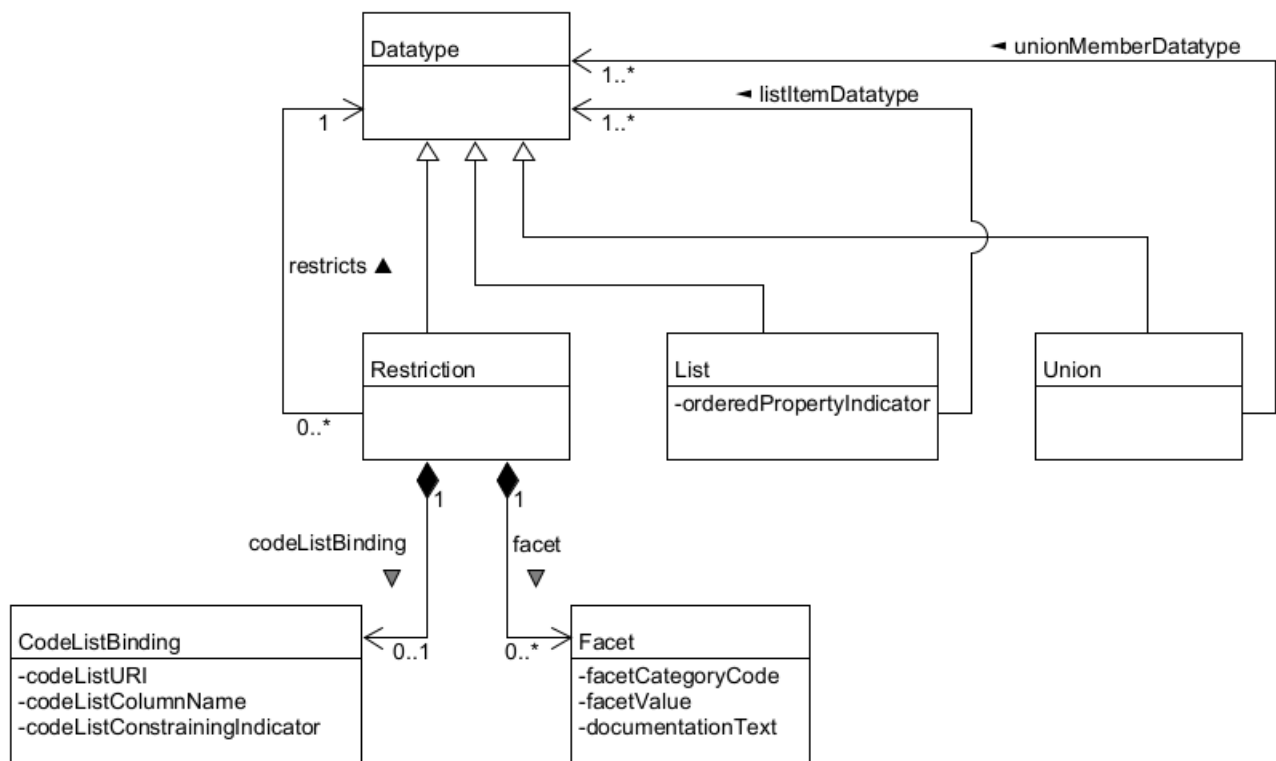 Datatype
◄ unionMemberDatatype
1..*
◄ listItemDatatype
1..*
1
restricts ▲
Restriction
0..*
List
-orderedPropertyIndicator
Union
1
1
codeListBinding
▼
facet
▼
CodeListBinding
-codeListURI
-codeListColumnName
-codeListConstrainingIndicator
0..1
0..*
Facet
-facetCategoryCode
-facetValue
-documentationText